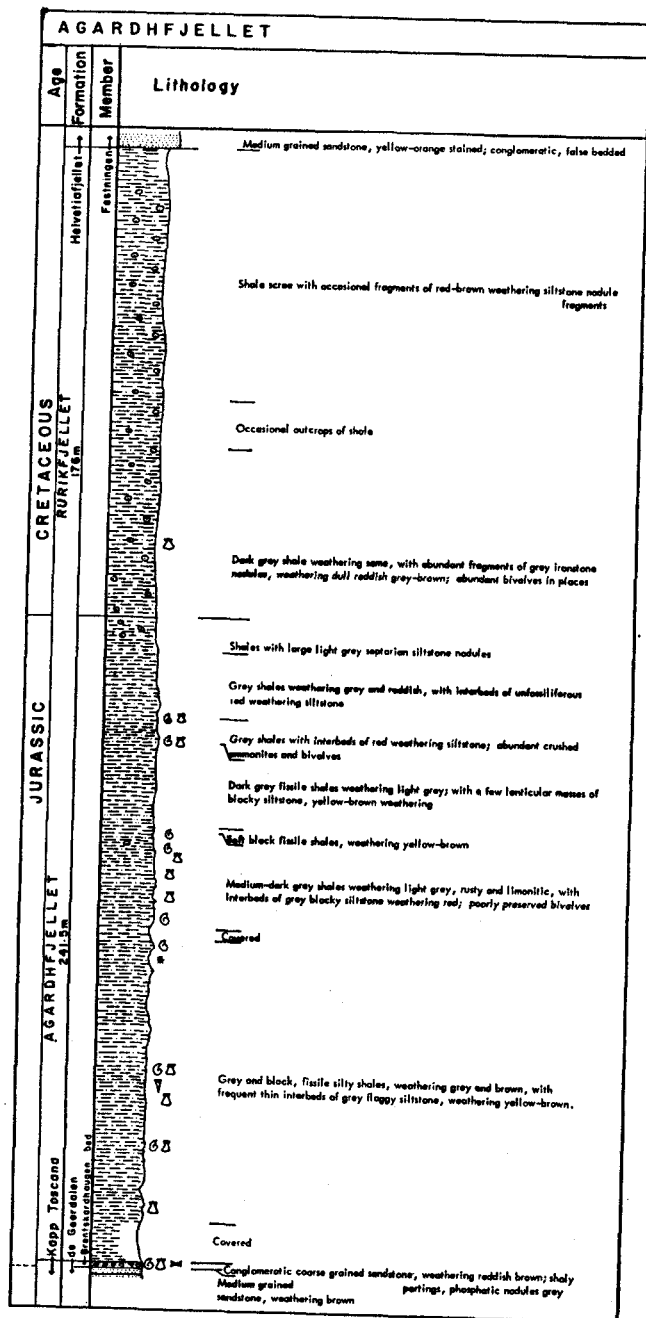 AGARDHFJELLET
Age
Formation
Member
Lithology
Helvetiafjellet
Festningen
CRETACEOUS
RURIKFJELLET
176m
JURASSIC
AGARDHFJELLET
241·5m
Kapp Toscana
de Geerdalen
Brentskardhaugen bed
Medium grained sandstone, yellow-orange stained; conglomeratic, false bedded
Shale scree with occasional fragments of red-brown weathering siltstone nodule
fragments
Occasional outcrops of shale
Dark grey shale weathering same, with abundant fragments of grey ironstone
nodules, weathering dull reddish grey-brown; abundant bivalves in places
Shales with large light grey septarian siltstone nodules
Grey shales weathering grey and reddish, with interbeds of unfossiliferous
red weathering siltstone
Grey shales with interbeds of red weathering siltstone; abundant crushed
ammonites and bivalves
Dark grey fissile shales weathering light grey; with a few lenticular masses of
blocky siltstone, yellow-brown weathering
Soft black fissile shales, weathering yellow-brown
Medium-dark grey shales weathering light grey, rusty and limonitic, with
interbeds of grey blocky siltstone weathering red; poorly preserved bivalves
Covered
Grey and black, fissile silty shales, weathering grey and brown, with
frequent thin interbeds of grey flaggy siltstone, weathering yellow-brown.
Covered
Conglomeratic coarse grained sandstone, weathering reddish brown; shaly
Medium grained partings, phosphatic nodules grey
sandstone, weathering brown